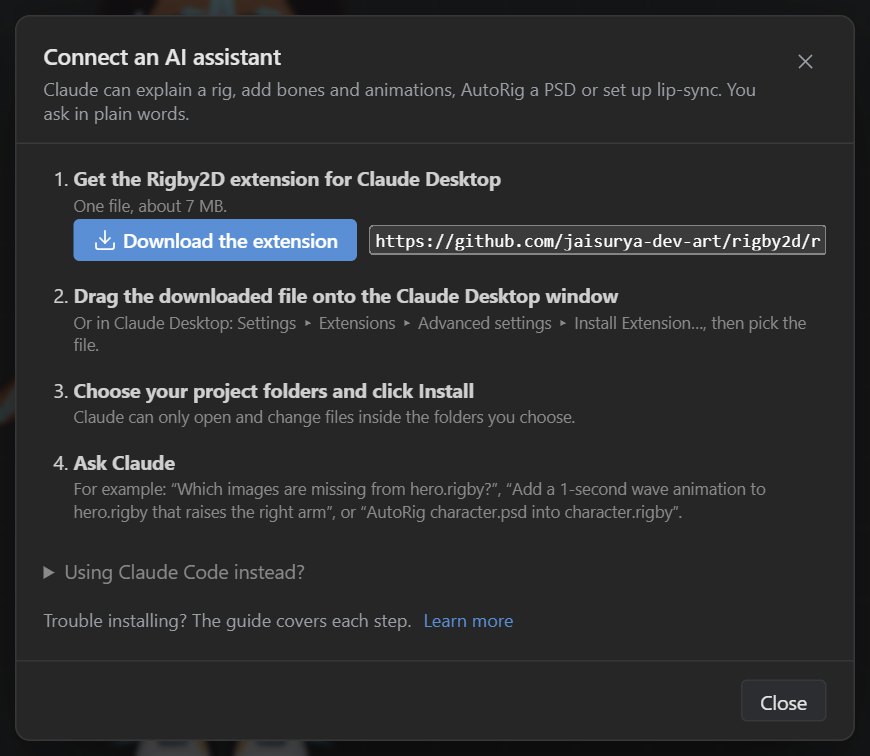 Connect an AI assistant
Claude can explain a rig, add bones and animations, AutoRig a PSD or set up lip-sync. You
ask in plain words.
1. Get the Rigby2D extension for Claude Desktop
One file, about 7 MB.
Download the extension
https://github.com/jaisurya-dev-art/rigby2d/r
2. Drag the downloaded file onto the Claude Desktop window
Or in Claude Desktop: Settings ‣ Extensions ‣ Advanced settings ‣ Install Extension..., then pick the
file.
3. Choose your project folders and click Install
Claude can only open and change files inside the folders you choose.
4. Ask Claude
For example: “Which images are missing from hero.rigby?”, “Add a 1-second wave animation to
hero.rigby that raises the right arm”, or “AutoRig character.psd into character.rigby”.
▶ Using Claude Code instead?
Trouble installing? The guide covers each step. Learn more
Close